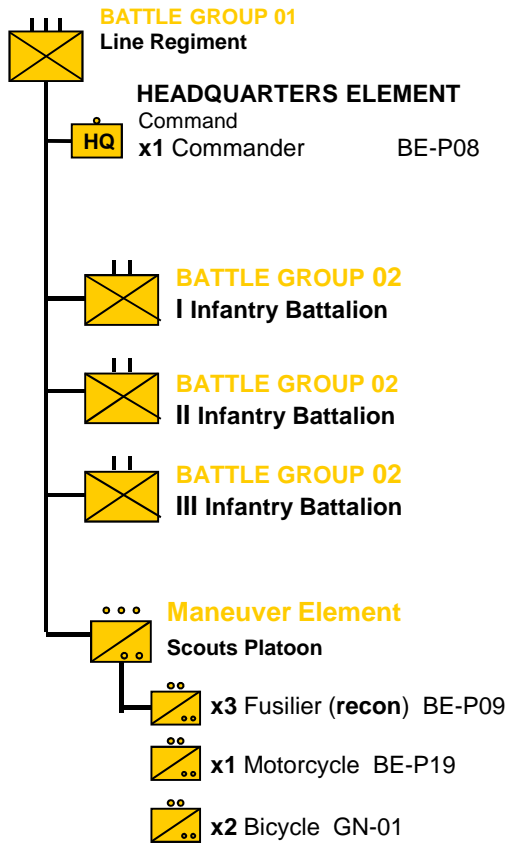 BATTLE GROUP 01
Line Regiment
HEADQUARTERS ELEMENT
Command
HQ x1 Commander BE-P08
BATTLE GROUP 02
I Infantry Battalion
BATTLE GROUP 02
II Infantry Battalion
BATTLE GROUP 02
III Infantry Battalion
Maneuver Element
Scouts Platoon
x3 Fusilier (recon) BE-P09
x1 Motorcycle BE-P19
x2 Bicycle GN-01